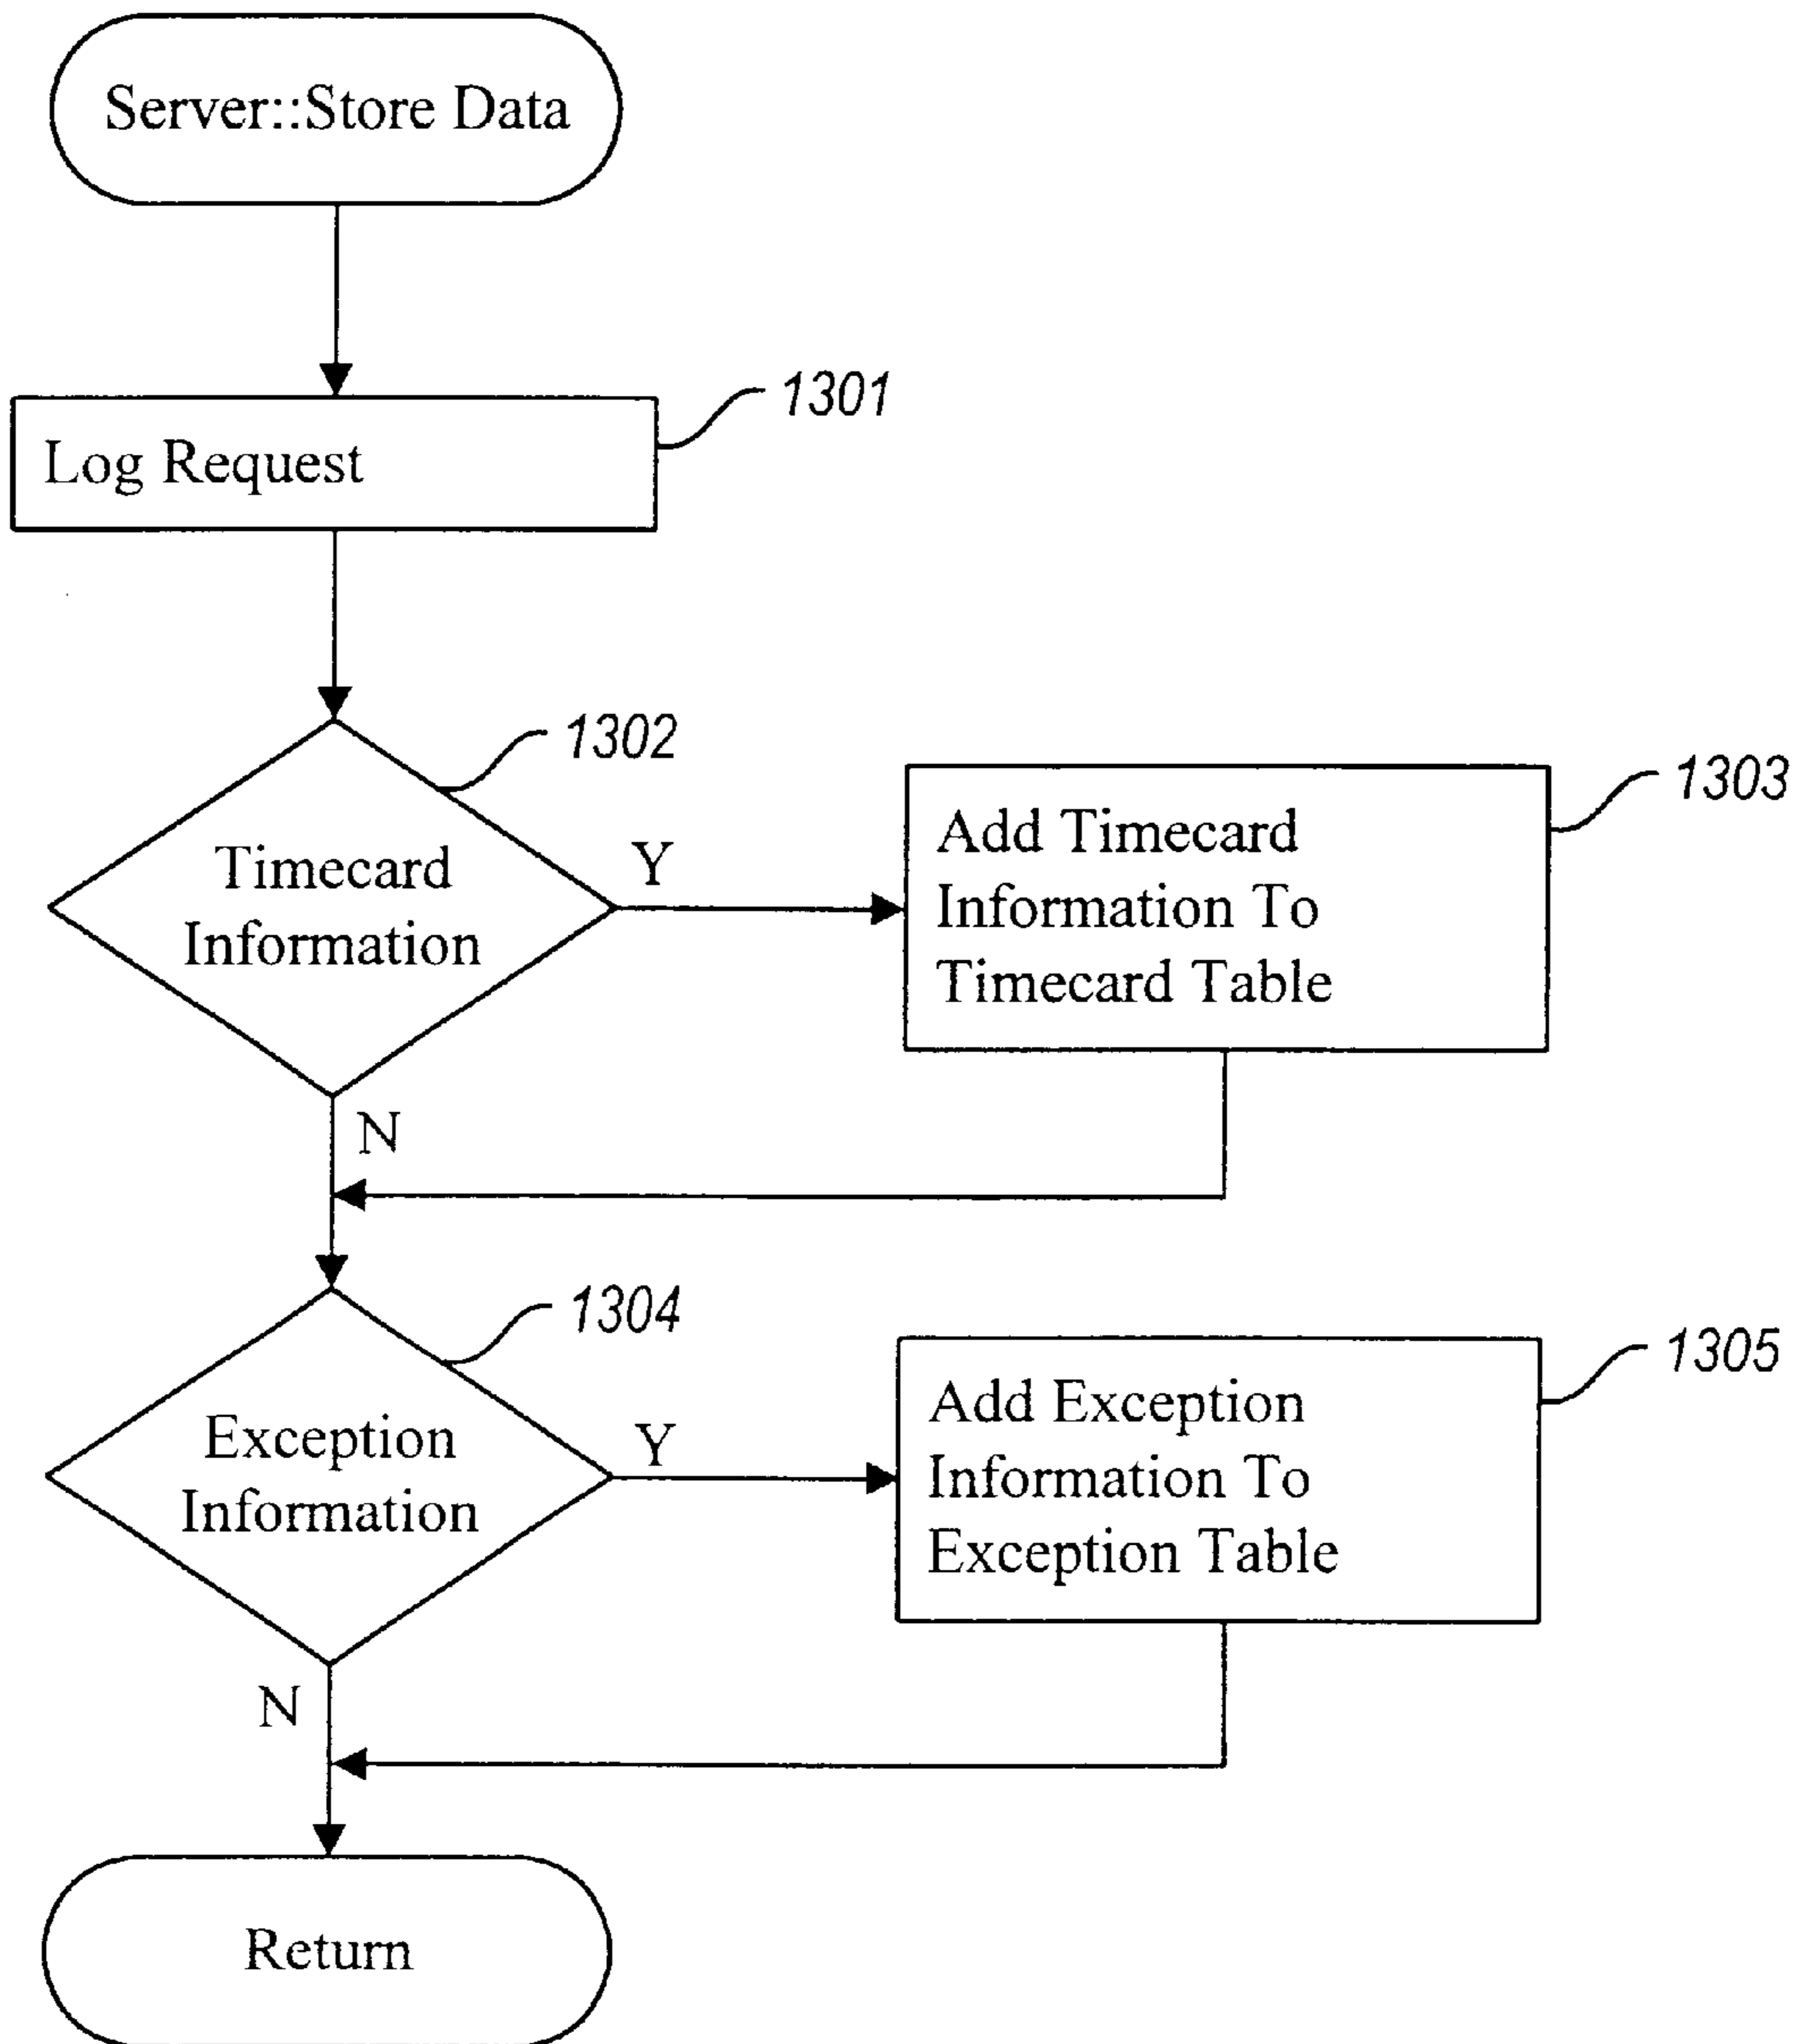 Server::Store Data
1301
Log Request
1302
1303
Timecard
Information
Y
Add Timecard
Information To
Timecard Table
N
1304
1305
Exception
Information
Y
Add Exception
Information To
Exception Table
N
Return